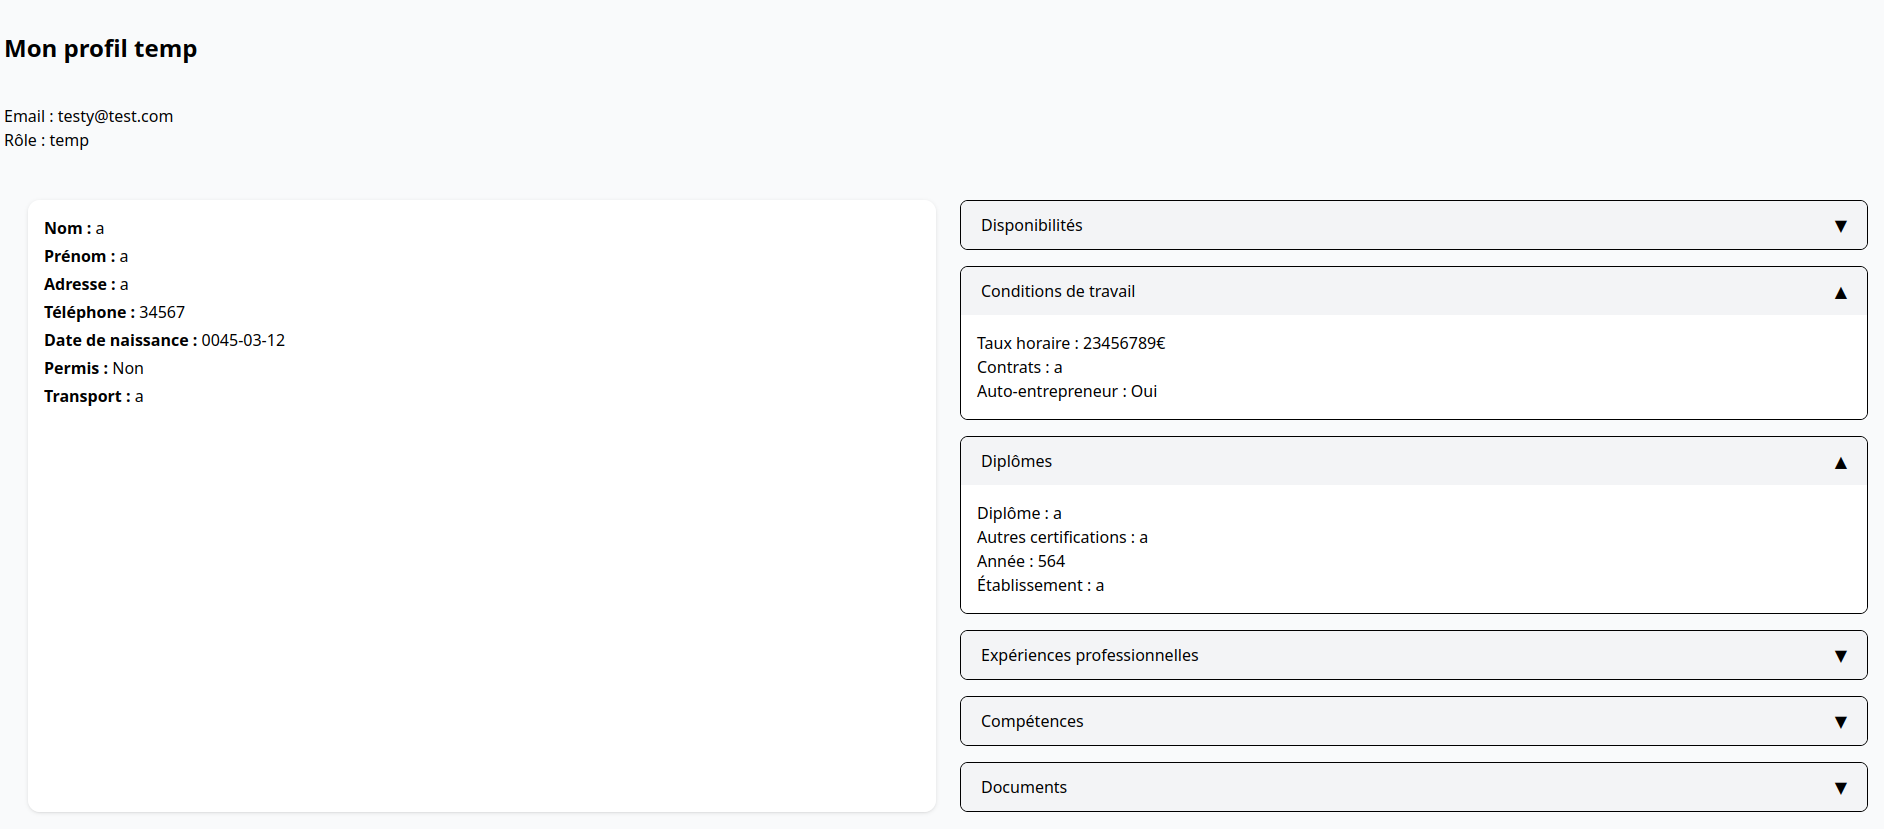 Mon profil temp
Email : testy@test.com
Rôle : temp
Nom : a
Prénom : a
Adresse : a
Téléphone : 34567
Date de naissance : 0045-03-12
Permis : Non
Transport : a
Disponibilités ▼
Conditions de travail ▲
Taux horaire : 23456789€
Contrats : a
Auto-entrepreneur : Oui
Diplômes ▲
Diplôme : a
Autres certifications : a
Année : 564
Établissement : a
Expériences professionnelles ▼
Compétences ▼
Documents ▼